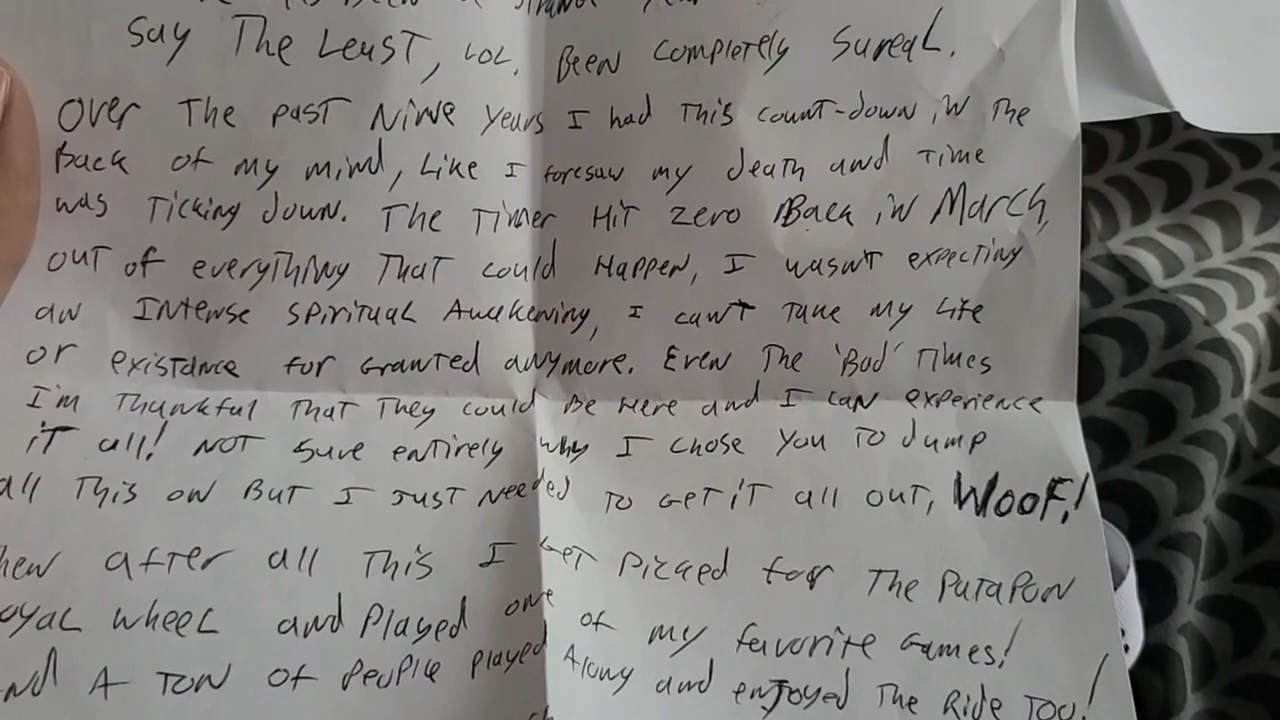 say The Least, LOL. Been completely sureal.
Over The past Nine years I had This count-down in The
Back of my mind, Like I foresaw my death and Time
was Ticking down. The Timer Hit zero Back in March,
out of everything That could Happen, I wasn't expecting
an Intense spiritual Awakening, I can't Take my Life
or existance for Granted anymore. Even The 'Bad' Times
I'm Thankful That They could Be Here and I can experience
it all! Not sure entirely why I chose you To dump
all This on But I Just Needed To Get it all out, Woof!
hen after all This I Get Picked for The Patapon
oyal wheel and Played one of my favorite Games!
nd A Ton of People played Along and enjoyed The Ride Too!